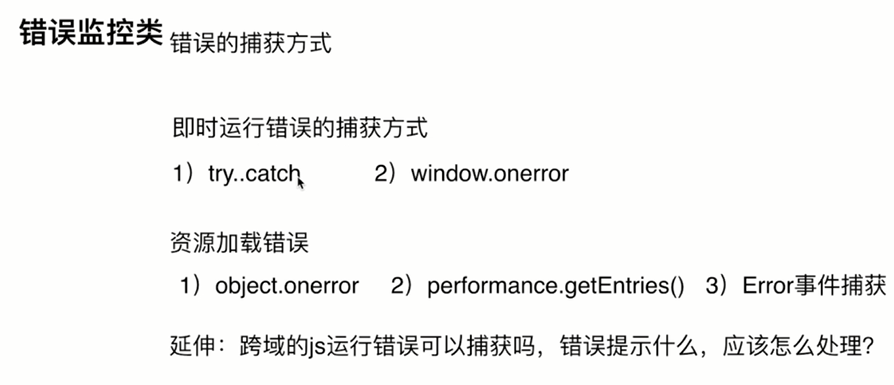 错误监控类 错误的捕获方式
即时运行错误的捕获方式
1）try..catch 2）window.onerror
资源加载错误
1）object.onerror 2）performance.getEntries() 3）Error事件捕获
延伸：跨域的js运行错误可以捕获吗，错误提示什么，应该怎么处理？